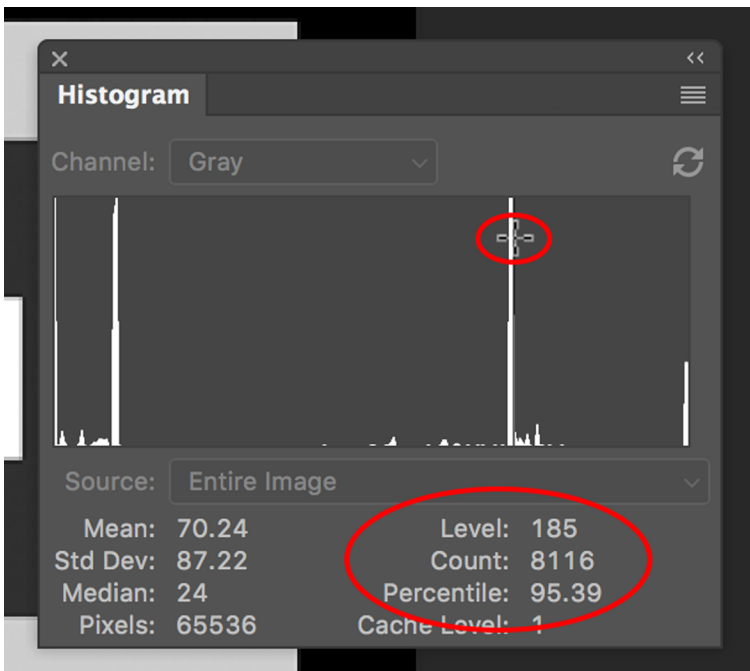 Histogram
Channel: Gray
Source: Entire Image
Mean: 70.24 Level: 185
Std Dev: 87.22 Count: 8116
Median: 24 Percentile: 95.39
Pixels: 65536 Cache Level: 1